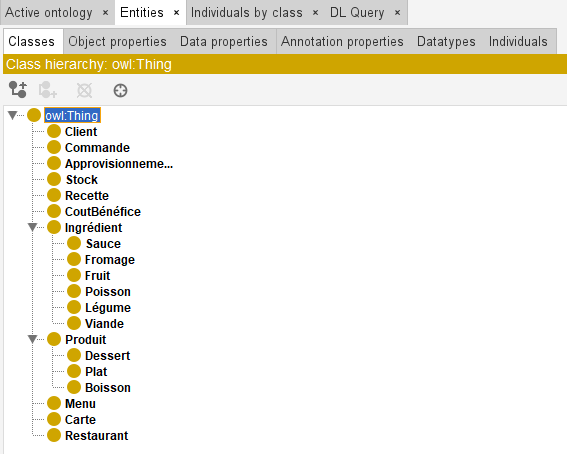 Active ontology × Entities × Individuals by class × DL Query ×
Classes Object properties Data properties Annotation properties Datatypes Individuals
Class hierarchy: owl:Thing
owl:Thing
Client
Commande
Approvisionneme...
Stock
Recette
CoutBénéfice
Ingrédient
Sauce
Fromage
Fruit
Poisson
Légume
Viande
Produit
Dessert
Plat
Boisson
Menu
Carte
Restaurant